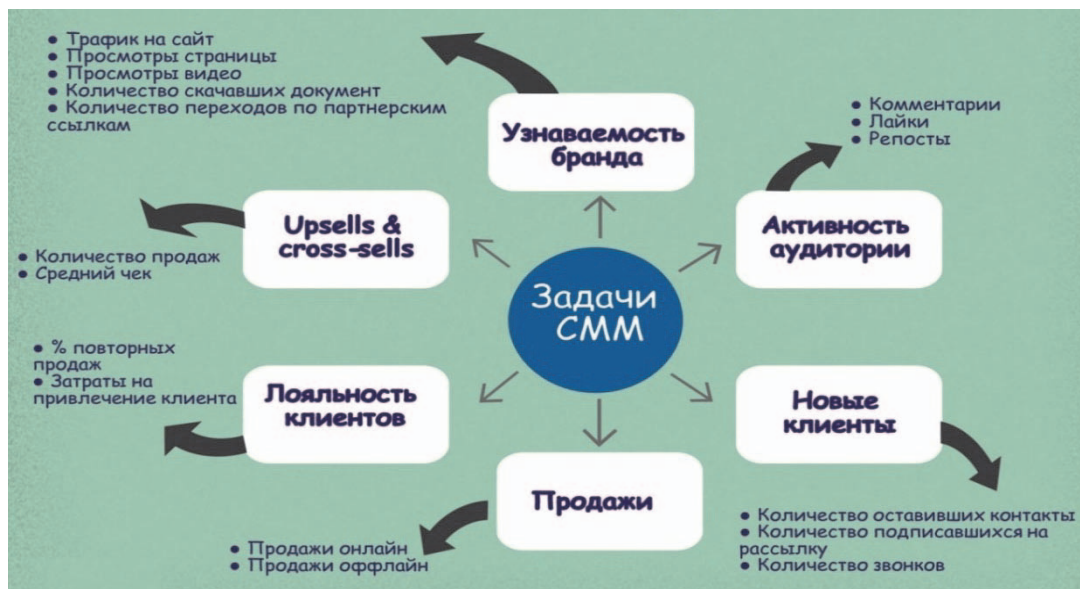 ● Трафик на сайт
● Просмотры страницы
● Просмотры видео
● Количество скачавших документ
● Количество переходов по партнерским
ссылкам
Узнаваемость
бранда
● Комментарии
● Лайки
● Репосты
Upsells &
cross-sells
Активность
аудитории
● Количество продаж
● Средний чек
Задачи
СММ
● % повторных
продаж
● Затраты на
привлечение клиента
Лояльность
клиентов
Новые
клиенты
Продажи
● Продажи онлайн
● Продажи оффлайн
● Количество оставивших контакты
● Количество подписавшихся на
рассылку
● Количество звонков